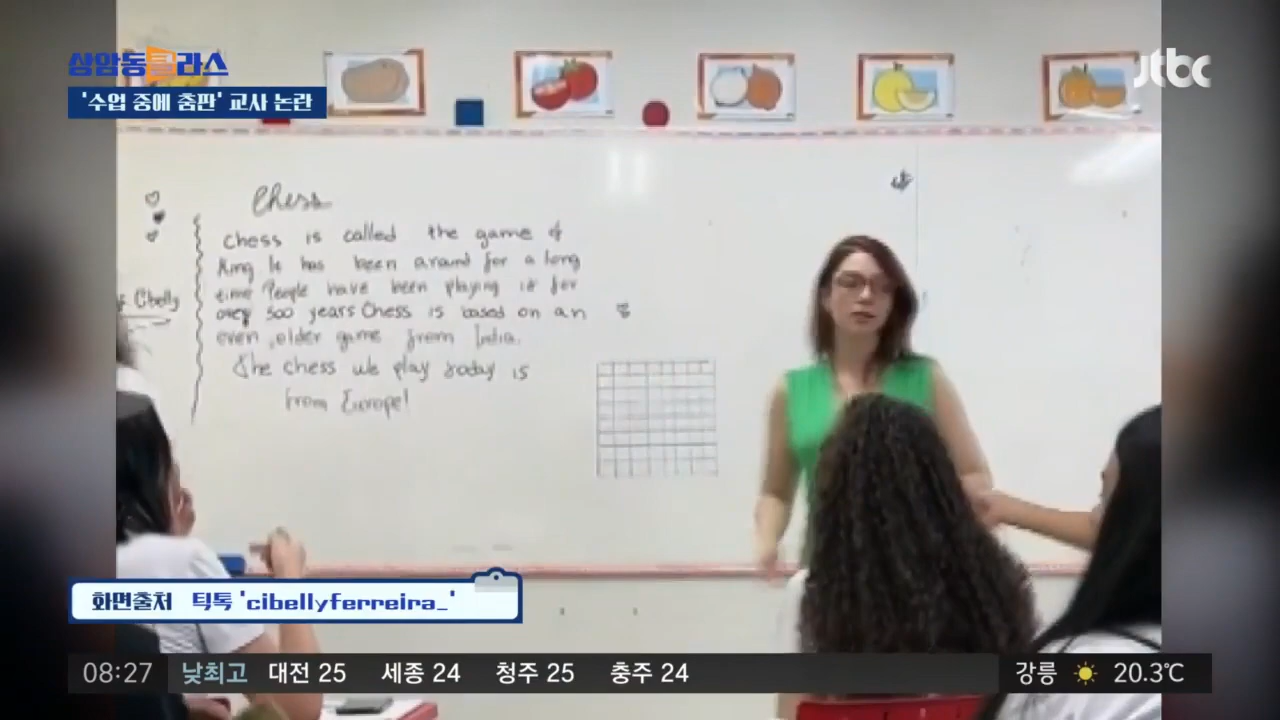 상암동클라스
jtbc
'수업 중에 춤판' 교사 논란
Chess
Chess is called the game of
King It has been around for a long
time People have been playing it for
over 500 years Chess is based on an
even older game from India.
The chess we play today is
from Europe!
Cibelly
8
화면출처 틱톡 'cibellyferreira_'
08:27 낮최고 대전 25 세종 24 청주 25 충주 24 강릉 20.3℃